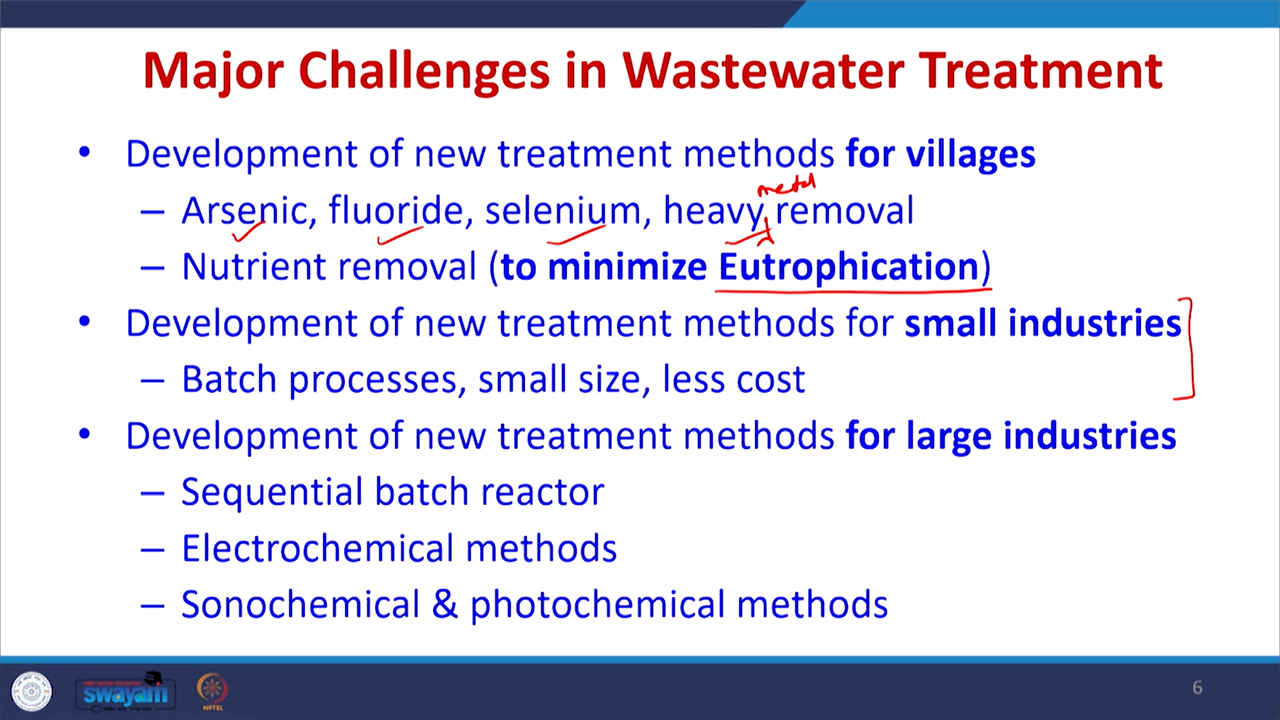 Major Challenges in Wastewater Treatment
• Development of new treatment methods for villages
metal
– Arsenic, fluoride, selenium, heavy removal
– Nutrient removal (to minimize Eutrophication)
• Development of new treatment methods for small industries
– Batch processes, small size, less cost
• Development of new treatment methods for large industries
– Sequential batch reactor
– Electrochemical methods
– Sonochemical & photochemical methods
swayam
NPTEL
6